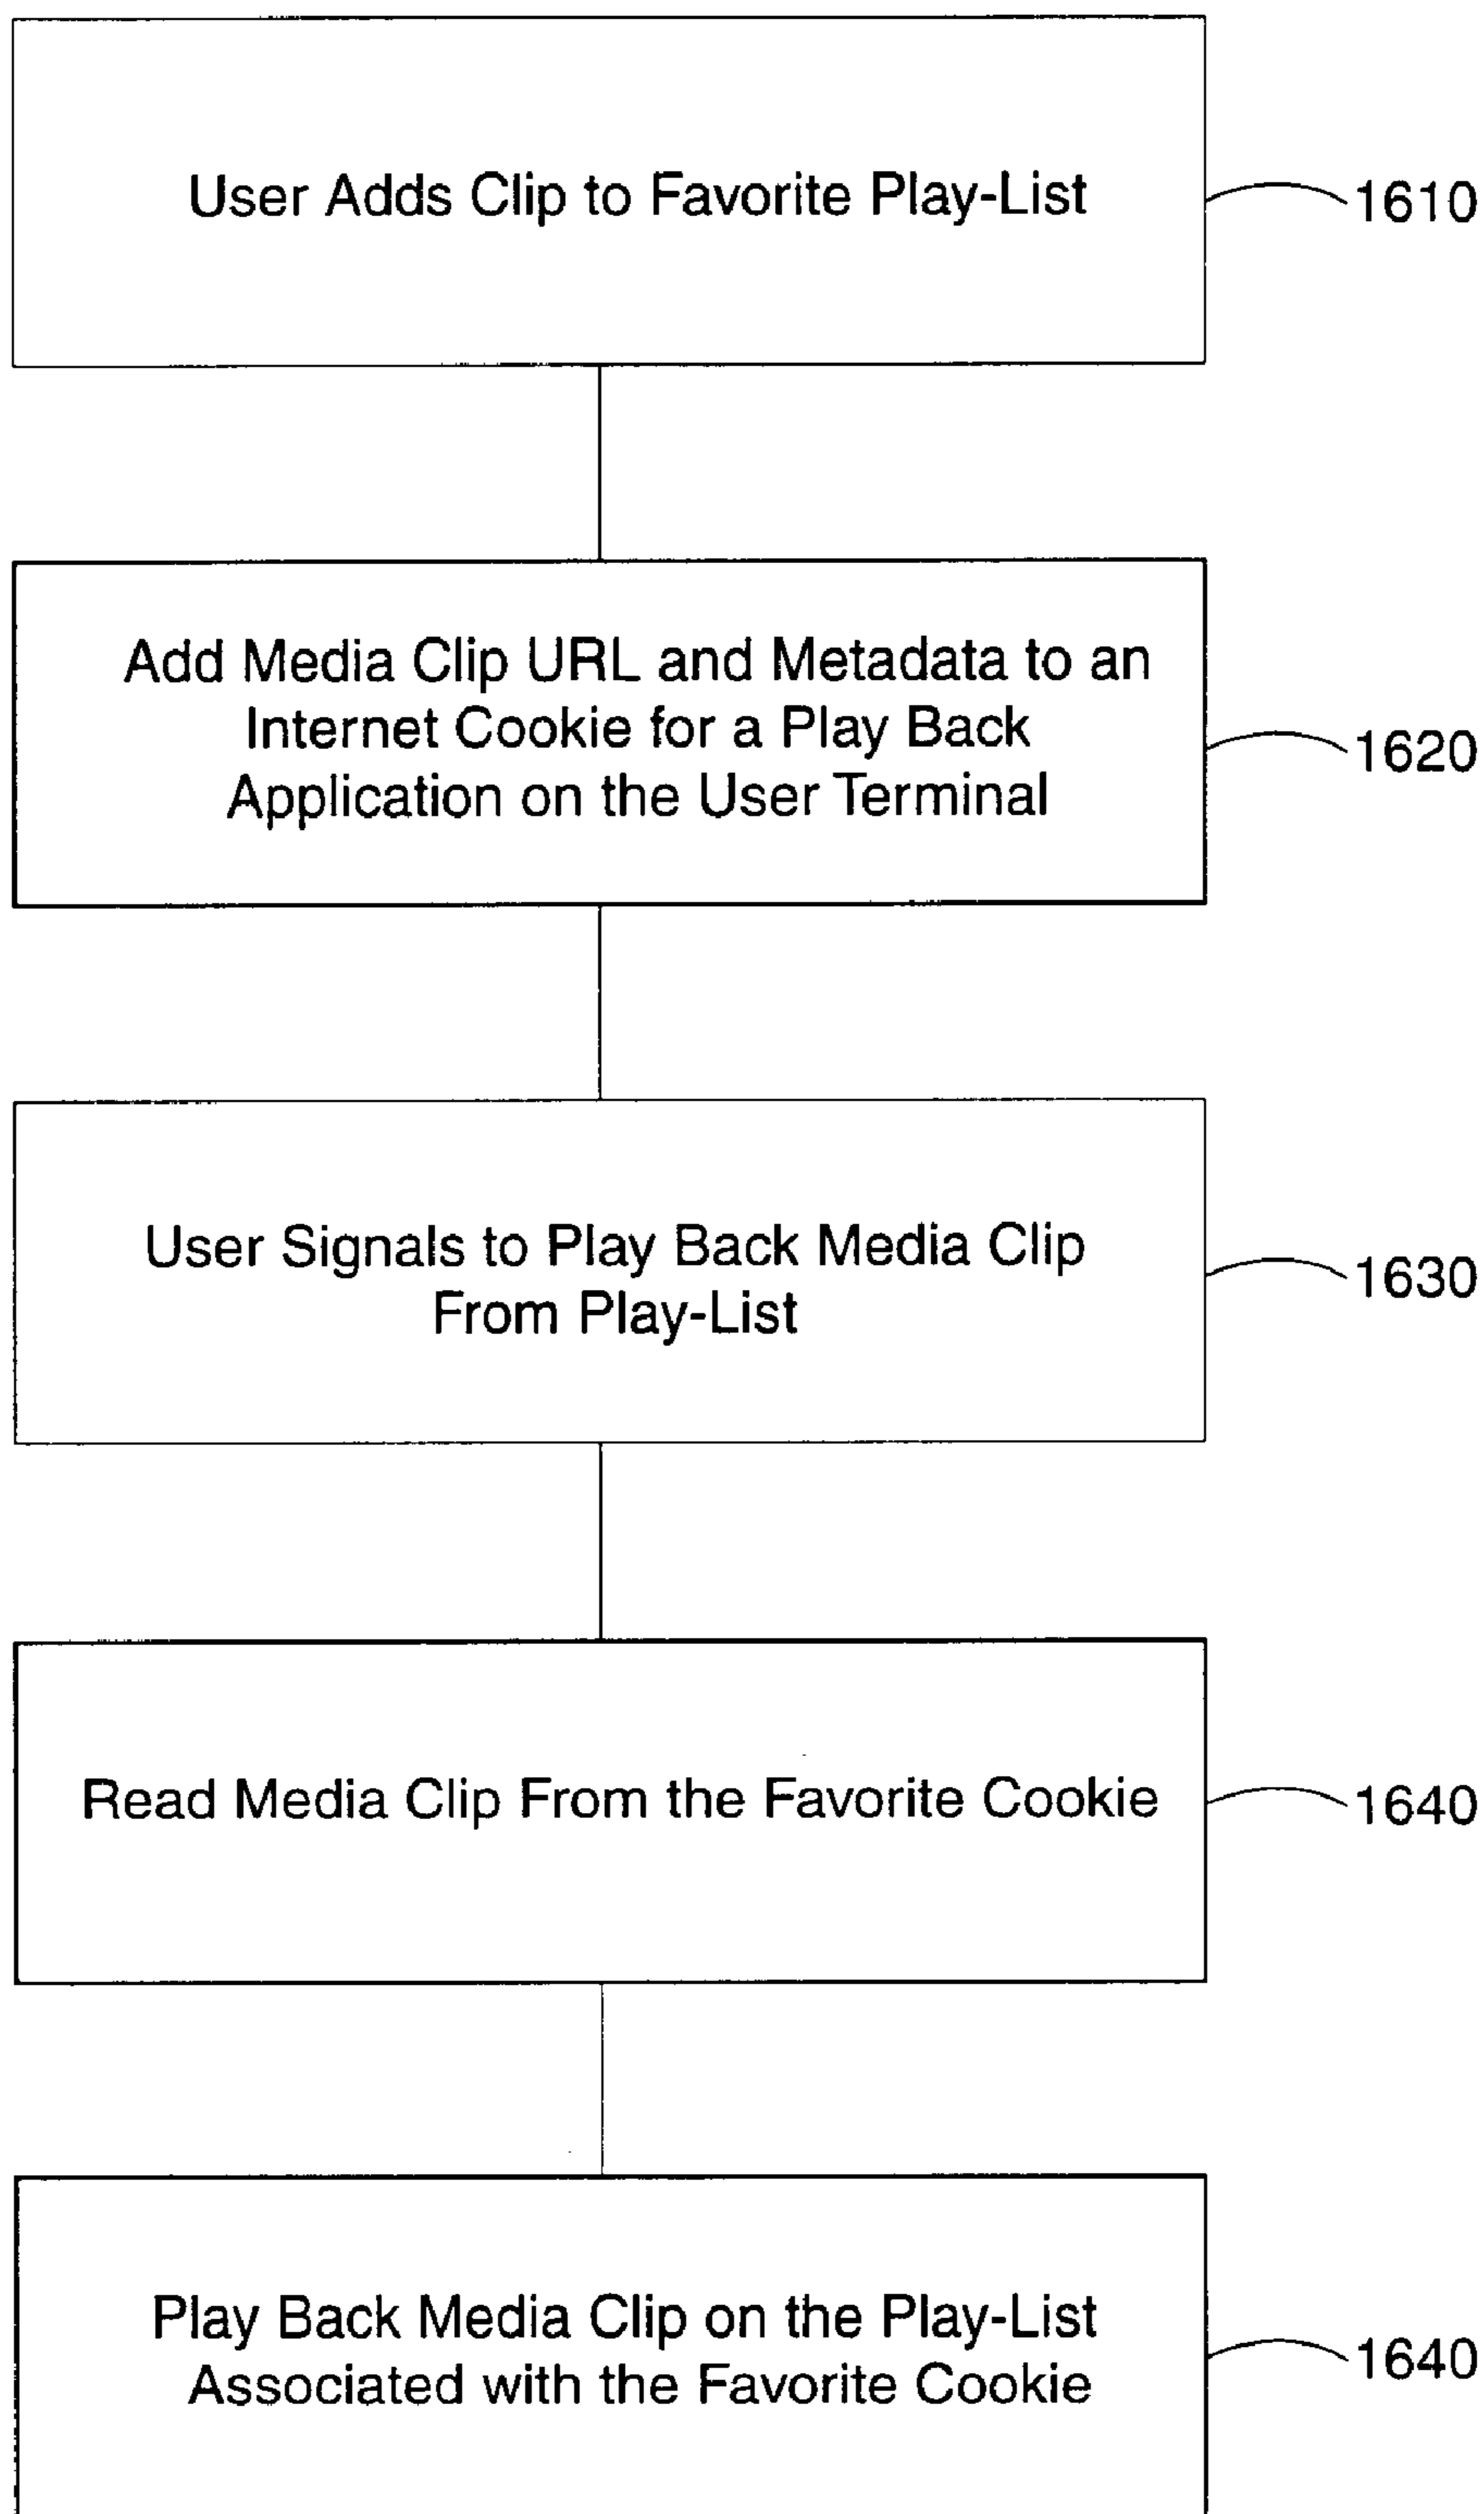 User Adds Clip to Favorite Play-List
1610
Add Media Clip URL and Metadata to an
Internet Cookie for a Play Back
Application on the User Terminal
1620
User Signals to Play Back Media Clip
From Play-List
1630
Read Media Clip From the Favorite Cookie
1640
Play Back Media Clip on the Play-List
Associated with the Favorite Cookie
1640